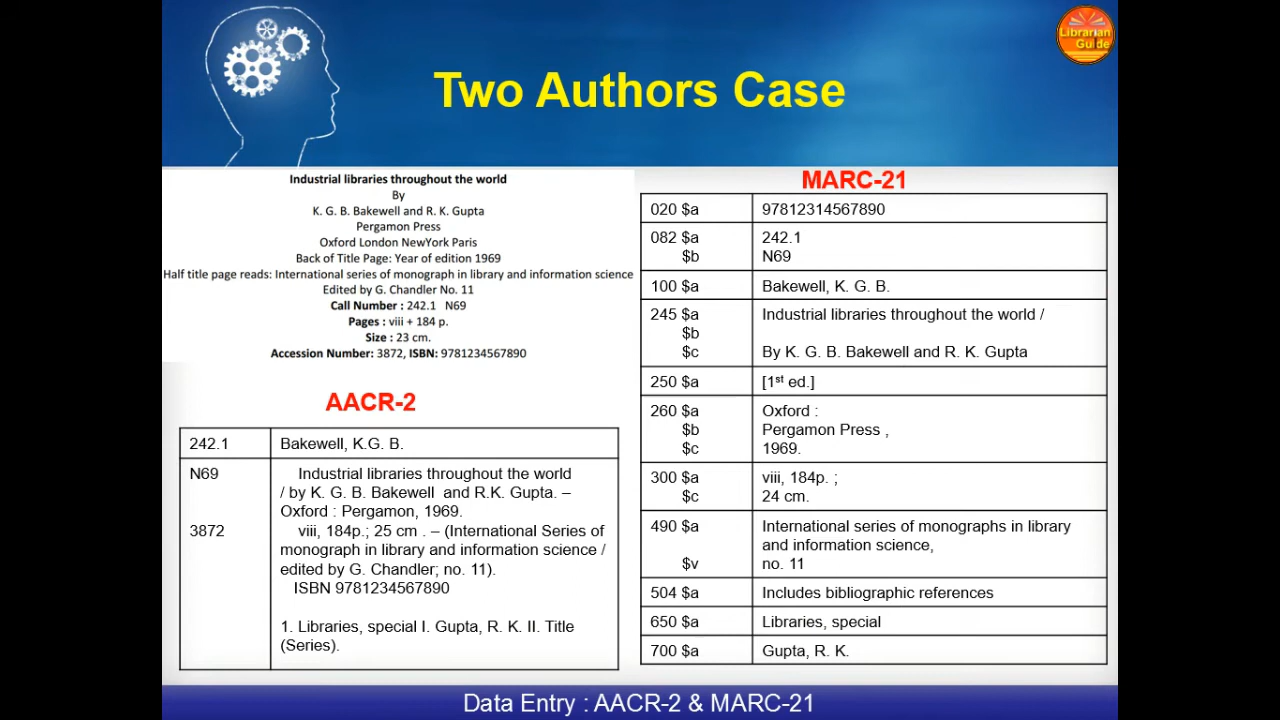 Librarian
Guide
Two Authors Case
Industrial libraries throughout the world
By
K. G. B. Bakewell and R. K. Gupta
Pergamon Press
Oxford London NewYork Paris
Back of Title Page: Year of edition 1969
Half title page reads: International series of monograph in library and information science
Edited by G. Chandler No. 11
Call Number : 242.1 N69
Pages : viii + 184 p.
Size : 23 cm.
Accession Number: 3872, ISBN: 9781234567890
AACR-2
242.1 Bakewell, K.G. B.
N69 Industrial libraries throughout the world
/ by K. G. B. Bakewell and R.K. Gupta. –
Oxford : Pergamon, 1969.
3872 viii, 184p.; 25 cm . – (International Series of
monograph in library and information science /
edited by G. Chandler; no. 11).
ISBN 9781234567890
1. Libraries, special I. Gupta, R. K. II. Title
(Series).
MARC-21
020 $a 97812314567890
082 $a 242.1
$b N69
100 $a Bakewell, K. G. B.
245 $a Industrial libraries throughout the world /
$b
$c By K. G. B. Bakewell and R. K. Gupta
250 $a [1st ed.]
260 $a Oxford :
$b Pergamon Press ,
$c 1969.
300 $a viii, 184p. ;
$c 24 cm.
490 $a International series of monographs in library
and information science,
$v no. 11
504 $a Includes bibliographic references
650 $a Libraries, special
700 $a Gupta, R. K.
Data Entry : AACR-2 & MARC-21